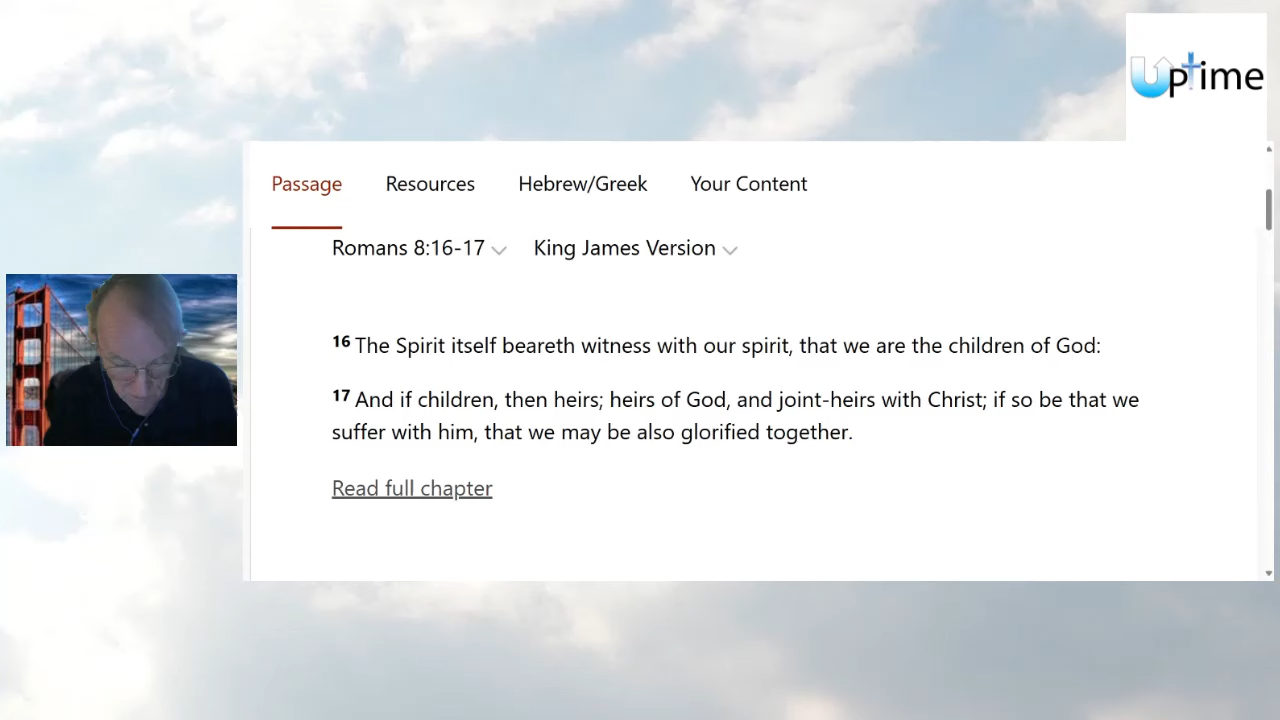 Uptime
Passage Resources Hebrew/Greek Your Content
Romans 8:16-17 King James Version
16 The Spirit itself beareth witness with our spirit, that we are the children of God:
17 And if children, then heirs; heirs of God, and joint-heirs with Christ; if so be that we
suffer with him, that we may be also glorified together.
Read full chapter